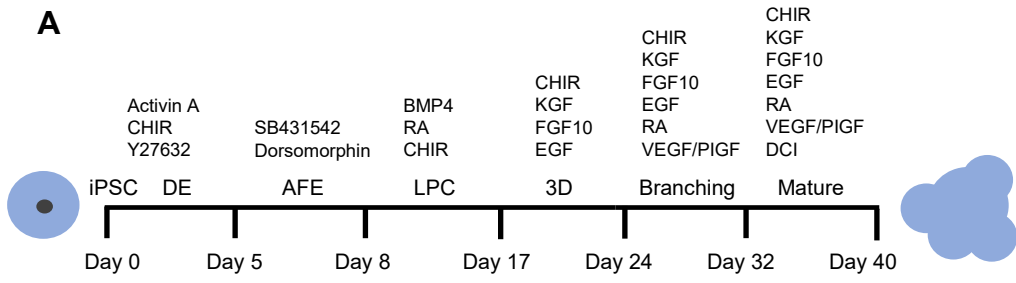 A
Activin A
CHIR
Y27632
SB431542
Dorsomorphin
BMP4
RA
CHIR
CHIR
KGF
FGF10
EGF
CHIR
KGF
FGF10
EGF
RA
VEGF/PIGF
CHIR
KGF
FGF10
EGF
RA
VEGF/PIGF
DCI
iPSC DE AFE LPC 3D Branching Mature
Day 0 Day 5 Day 8 Day 17 Day 24 Day 32 Day 40